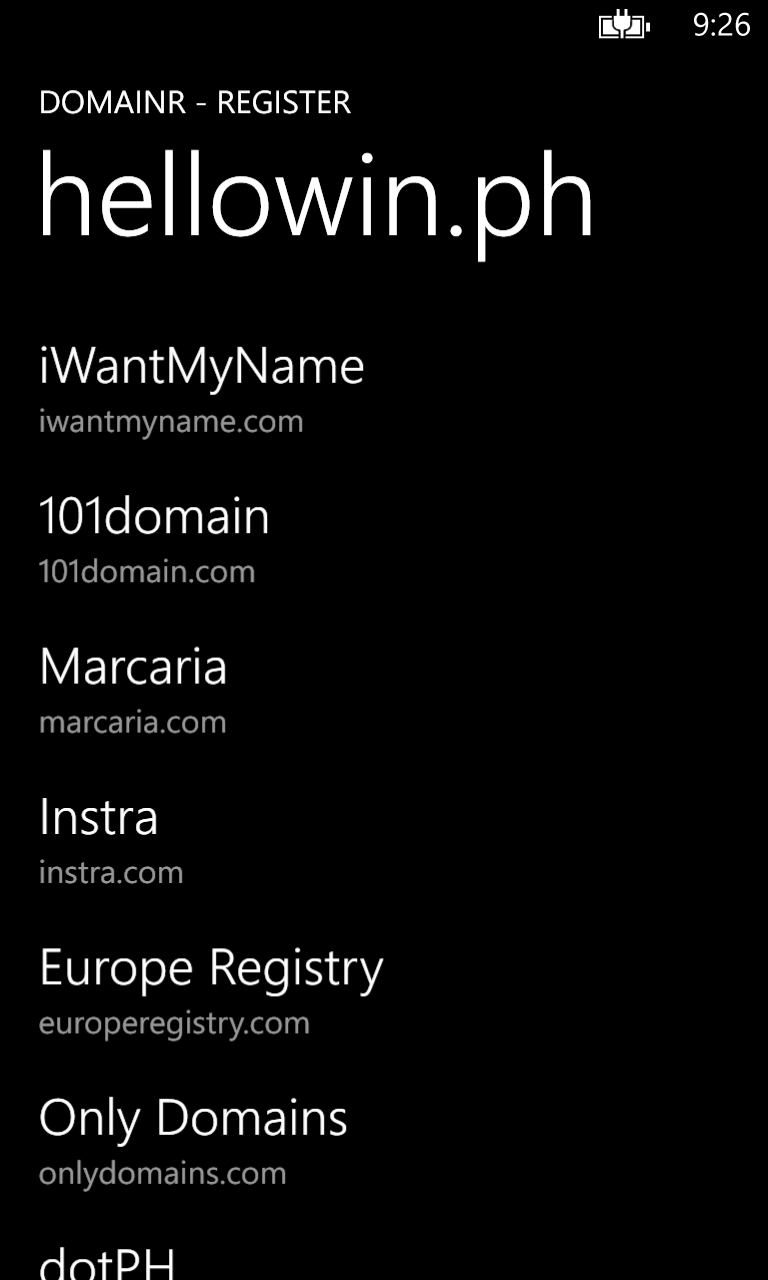 9:26
DOMAINR - REGISTER
hellowin.ph
iWantMyName
iwantmyname.com
101domain
101domain.com
Marcaria
marcaria.com
Instra
instra.com
Europe Registry
europeregistry.com
Only Domains
onlydomains.com
dotPH